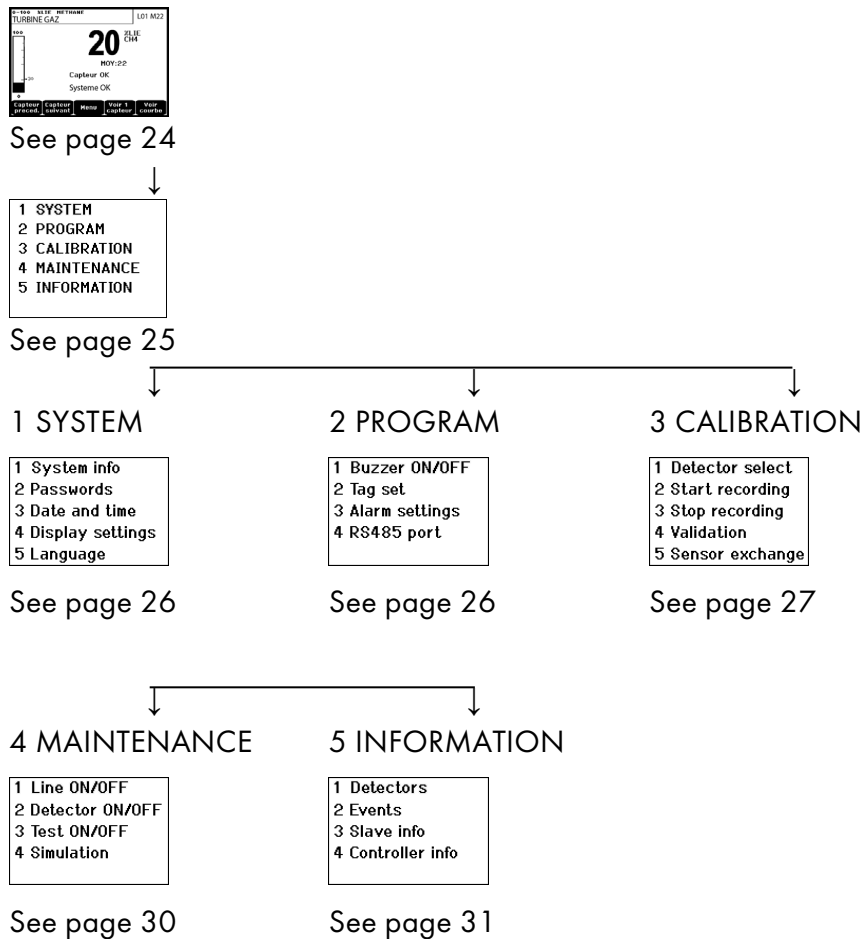 0-100 %LIE METHANE
TURBINE GAZ
L01 M22
100
20 %LIE
CH4
MOY:22
20
Capteur OK
Systeme OK
0
Capteur preced. Capteur suivant Menu Voir 1 capteur Voir courbe
See page 24
↓
1 SYSTEM
2 PROGRAM
3 CALIBRATION
4 MAINTENANCE
5 INFORMATION
See page 25
↓ ↓ ↓
1 SYSTEM
1 System info
2 Passwords
3 Date and time
4 Display settings
5 Language
See page 26
2 PROGRAM
1 Buzzer ON/OFF
2 Tag set
3 Alarm settings
4 RS485 port
See page 26
3 CALIBRATION
1 Detector select
2 Start recording
3 Stop recording
4 Validation
5 Sensor exchange
See page 27
↓ ↓
4 MAINTENANCE
1 Line ON/OFF
2 Detector ON/OFF
3 Test ON/OFF
4 Simulation
See page 30
5 INFORMATION
1 Detectors
2 Events
3 Slave info
4 Controller info
See page 31